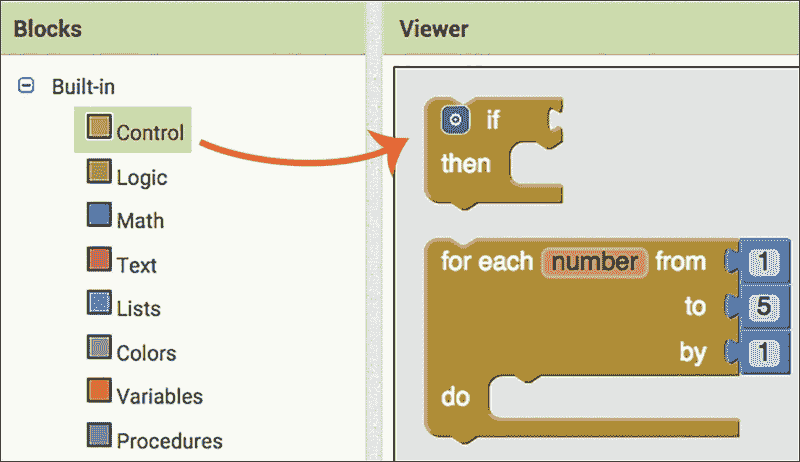 Blocks
Built-in
Control
Logic
Math
Text
Lists
Colors
Variables
Procedures
Viewer
if
then
for each number from 1
to 5
by 1
do